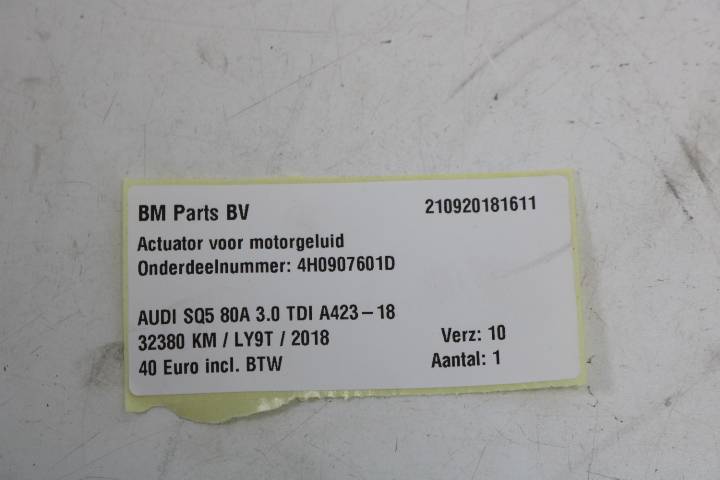 BM Parts BV 210920181611
Actuator voor motorgeluid
Onderdeelnummer: 4H0907601D
AUDI SQ5 80A 3.0 TDI A423-18
32380 KM / LY9T / 2018 Verz: 10
40 Euro incl. BTW Aantal: 1